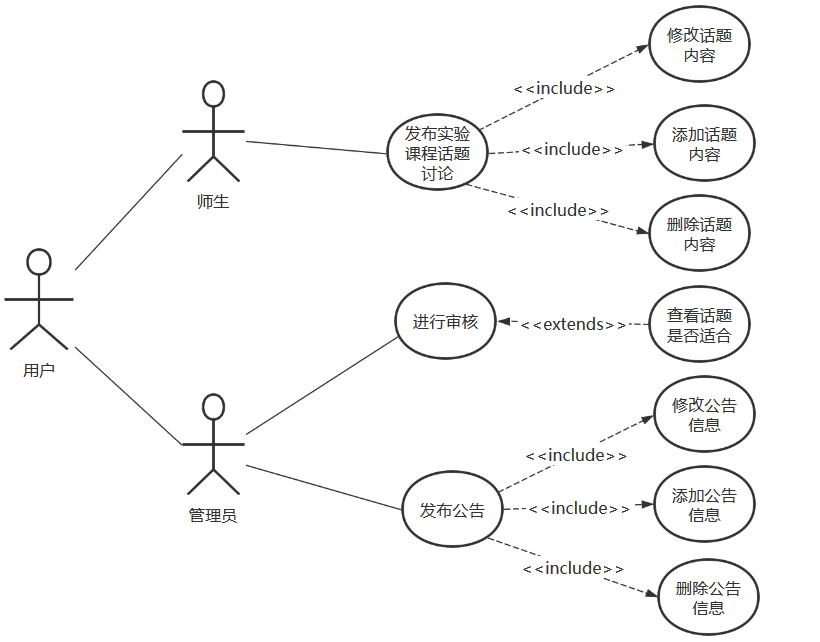 修改话题
内容
<<include>>
发布实验
课程话题
讨论
<<include>>
添加话题
内容
师生
<<include>>
删除话题
内容
进行审核
<<extends>>
查看话题
是否适合
用户
修改公告
信息
<<include>>
管理员
发布公告
<<include>>
添加公告
信息
<<include>>
删除公告
信息